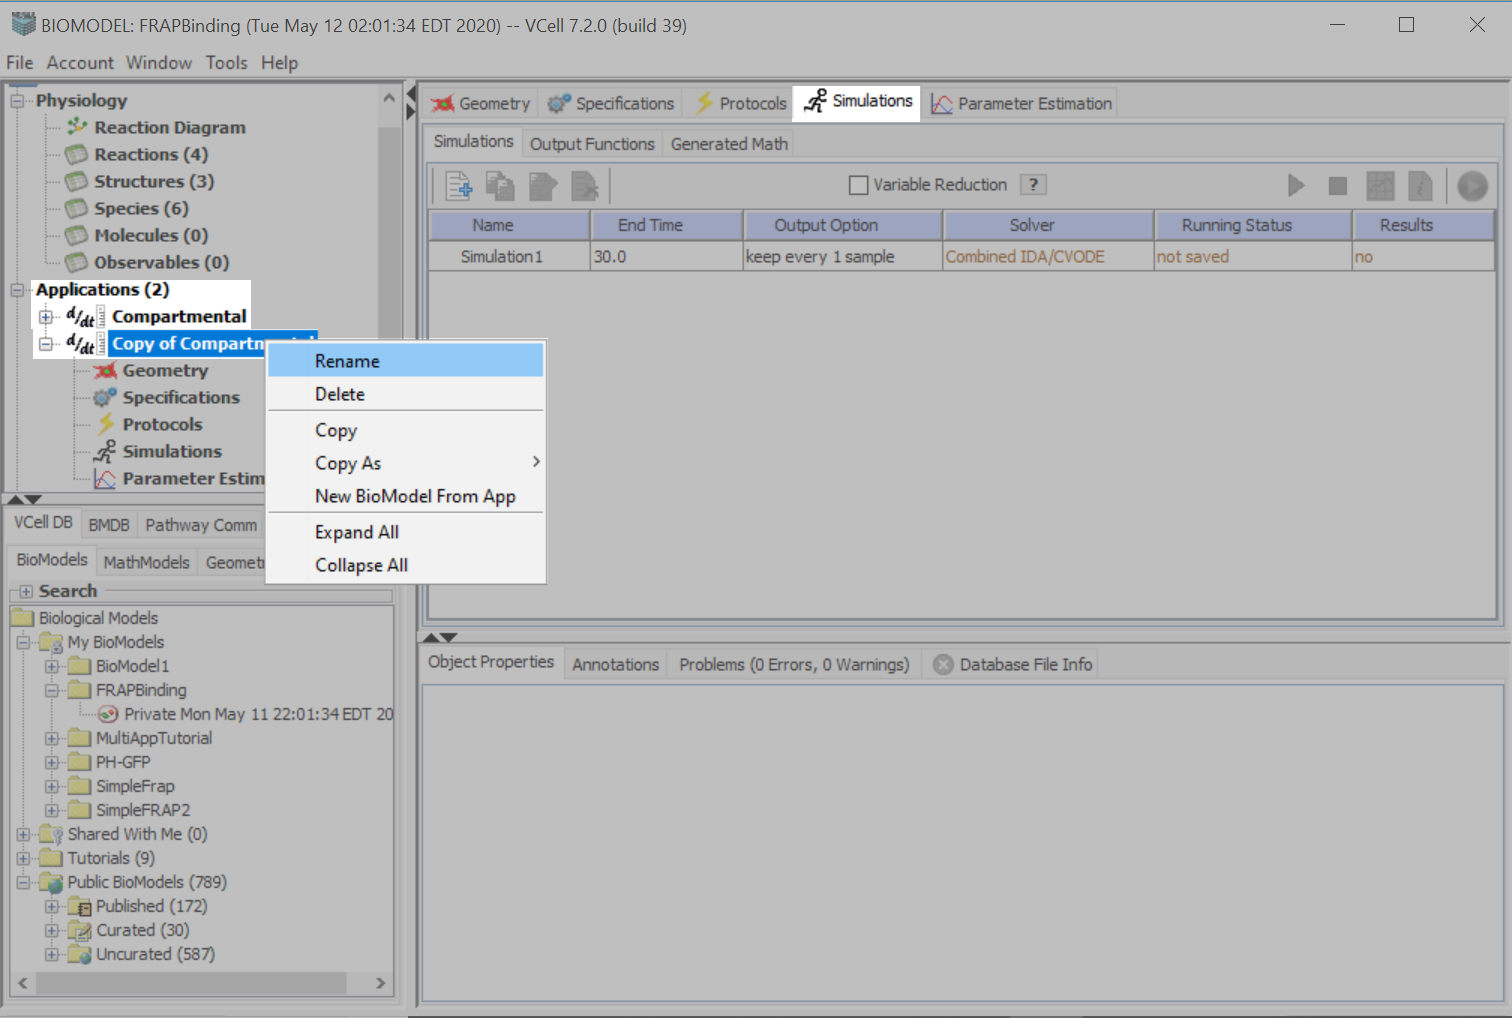 BIOMODEL: FRAPBinding (Tue May 12 02:01:34 EDT 2020) -- VCell 7.2.0 (build 39)
File Account Window Tools Help
Physiology
Reaction Diagram
Reactions (4)
Structures (3)
Species (6)
Molecules (0)
Observables (0)
Applications (2)
d/dt Compartmental
d/dt Copy of Compartm
Geometry
Specifications
Protocols
Simulations
Parameter Estim
Rename
Delete
Copy
Copy As
New BioModel From App
Expand All
Collapse All
VCell DB BMDB Pathway Comm
BioModels MathModels Geomet
Search
Biological Models
My BioModels
BioModel1
FRAPBinding
Private Mon May 11 22:01:34 EDT 20
MultiAppTutorial
PH-GFP
SimpleFrap
SimpleFRAP2
Shared With Me (0)
Tutorials (9)
Public BioModels (789)
Published (172)
Curated (30)
Uncurated (587)
Geometry Specifications Protocols Simulations Parameter Estimation
Simulations Output Functions Generated Math
Variable Reduction ?
Name End Time Output Option Solver Running Status Results
Simulation1 30.0 keep every 1 sample Combined IDA/CVODE not saved no
Object Properties Annotations Problems (0 Errors, 0 Warnings) Database File Info